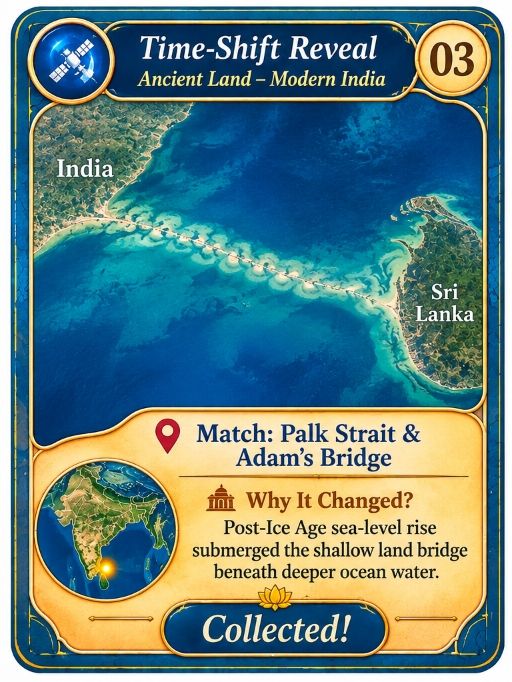 Time-Shift Reveal
Ancient Land – Modern India
03
India
Sri
Lanka
Match: Palk Strait &
Adam's Bridge
Why It Changed?
Post-Ice Age sea-level rise
submerged the shallow land bridge
beneath deeper ocean water.
Collected!